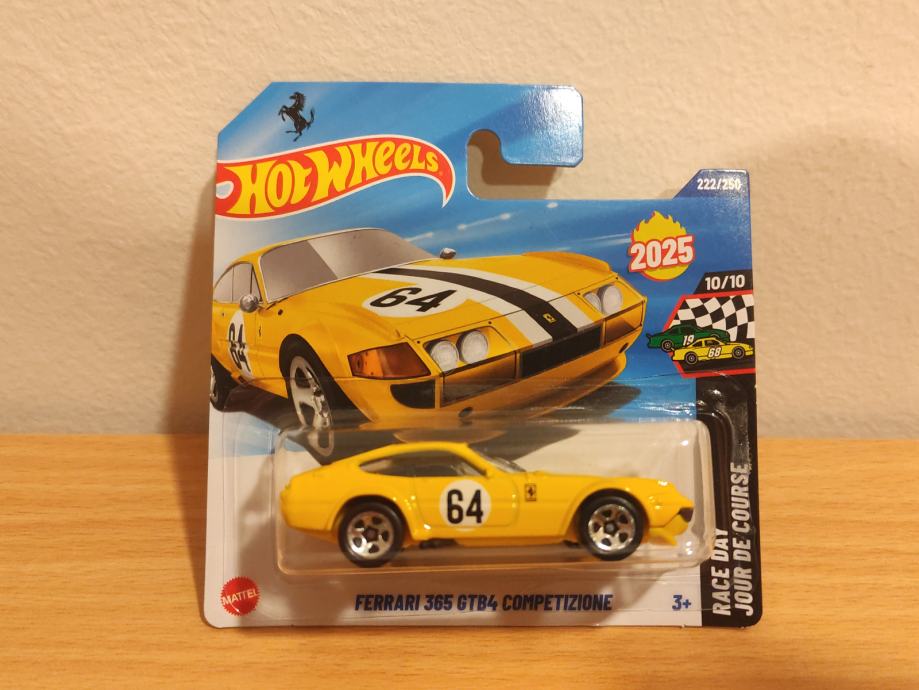 HOT WHEELS
222/250
2025
10/10
19
68
64
64
64
RACE DAY
JOUR DE COURSE
MATTEL
FERRARI 365 GTB4 COMPETIZIONE
3+